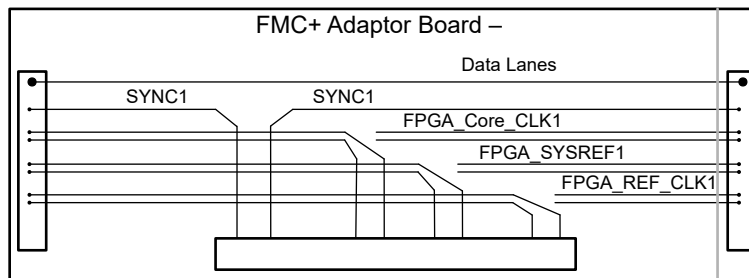 FMC+ Adaptor Board –
Data Lanes
SYNC1 SYNC1
FPGA_Core_CLK1
FPGA_SYSREF1
FPGA_REF_CLK1